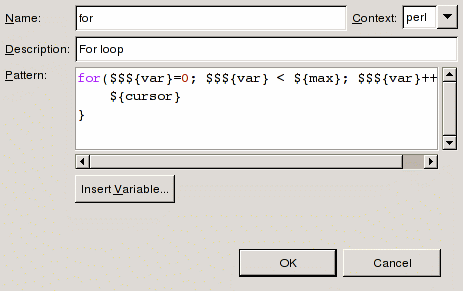 Name: for Context: perl
Description: For loop
Pattern: for($$${var}=0; $$${var} < ${max}; $$${var}++
${cursor}
}
Insert Variable...
OK Cancel